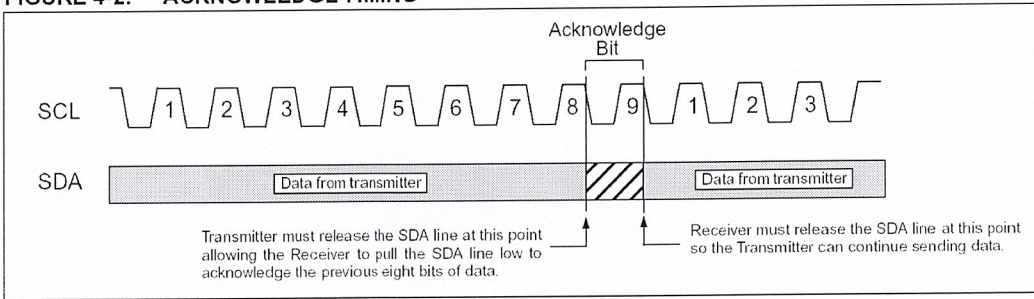 FIGURE 4-2: ACKNOWLEDGE TIMING
Acknowledge
Bit
SCL 1 2 3 4 5 6 7 8 9 1 2 3
SDA Data from transmitter Data from transmitter
Transmitter must release the SDA line at this point
allowing the Receiver to pull the SDA line low to
acknowledge the previous eight bits of data.
Receiver must release the SDA line at this point
so the Transmitter can continue sending data.